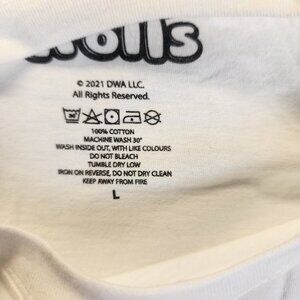 Trolls
© 2021 DWA LLC.
All Rights Reserved.
100% COTTON
MACHINE WASH 30°
WASH INSIDE OUT, WITH LIKE COLOURS
DO NOT BLEACH
TUMBLE DRY LOW
IRON ON REVERSE, DO NOT DRY CLEAN
KEEP AWAY FROM FIRE
L